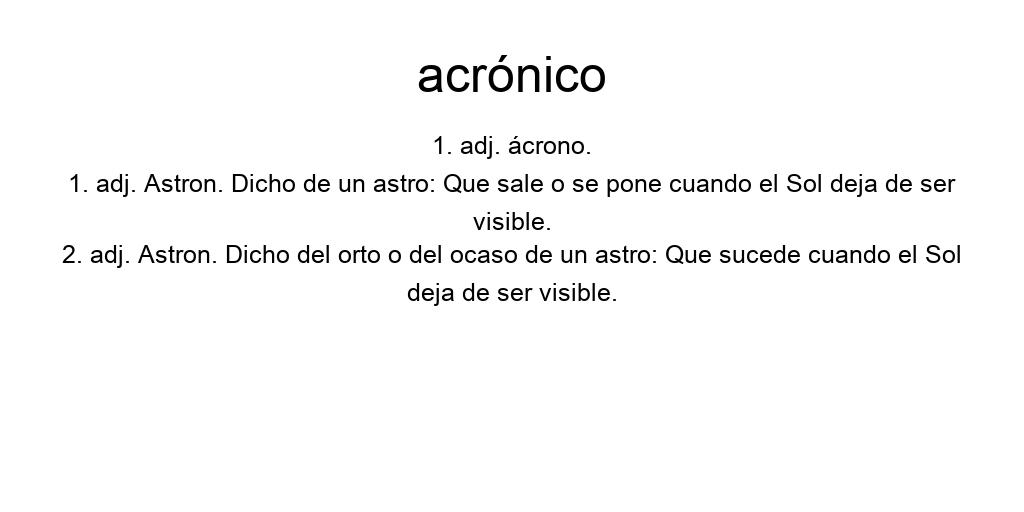 acrónico
1. adj. ácrono.
1. adj. Astron. Dicho de un astro: Que sale o se pone cuando el Sol deja de ser
visible.
2. adj. Astron. Dicho del orto o del ocaso de un astro: Que sucede cuando el Sol
deja de ser visible.